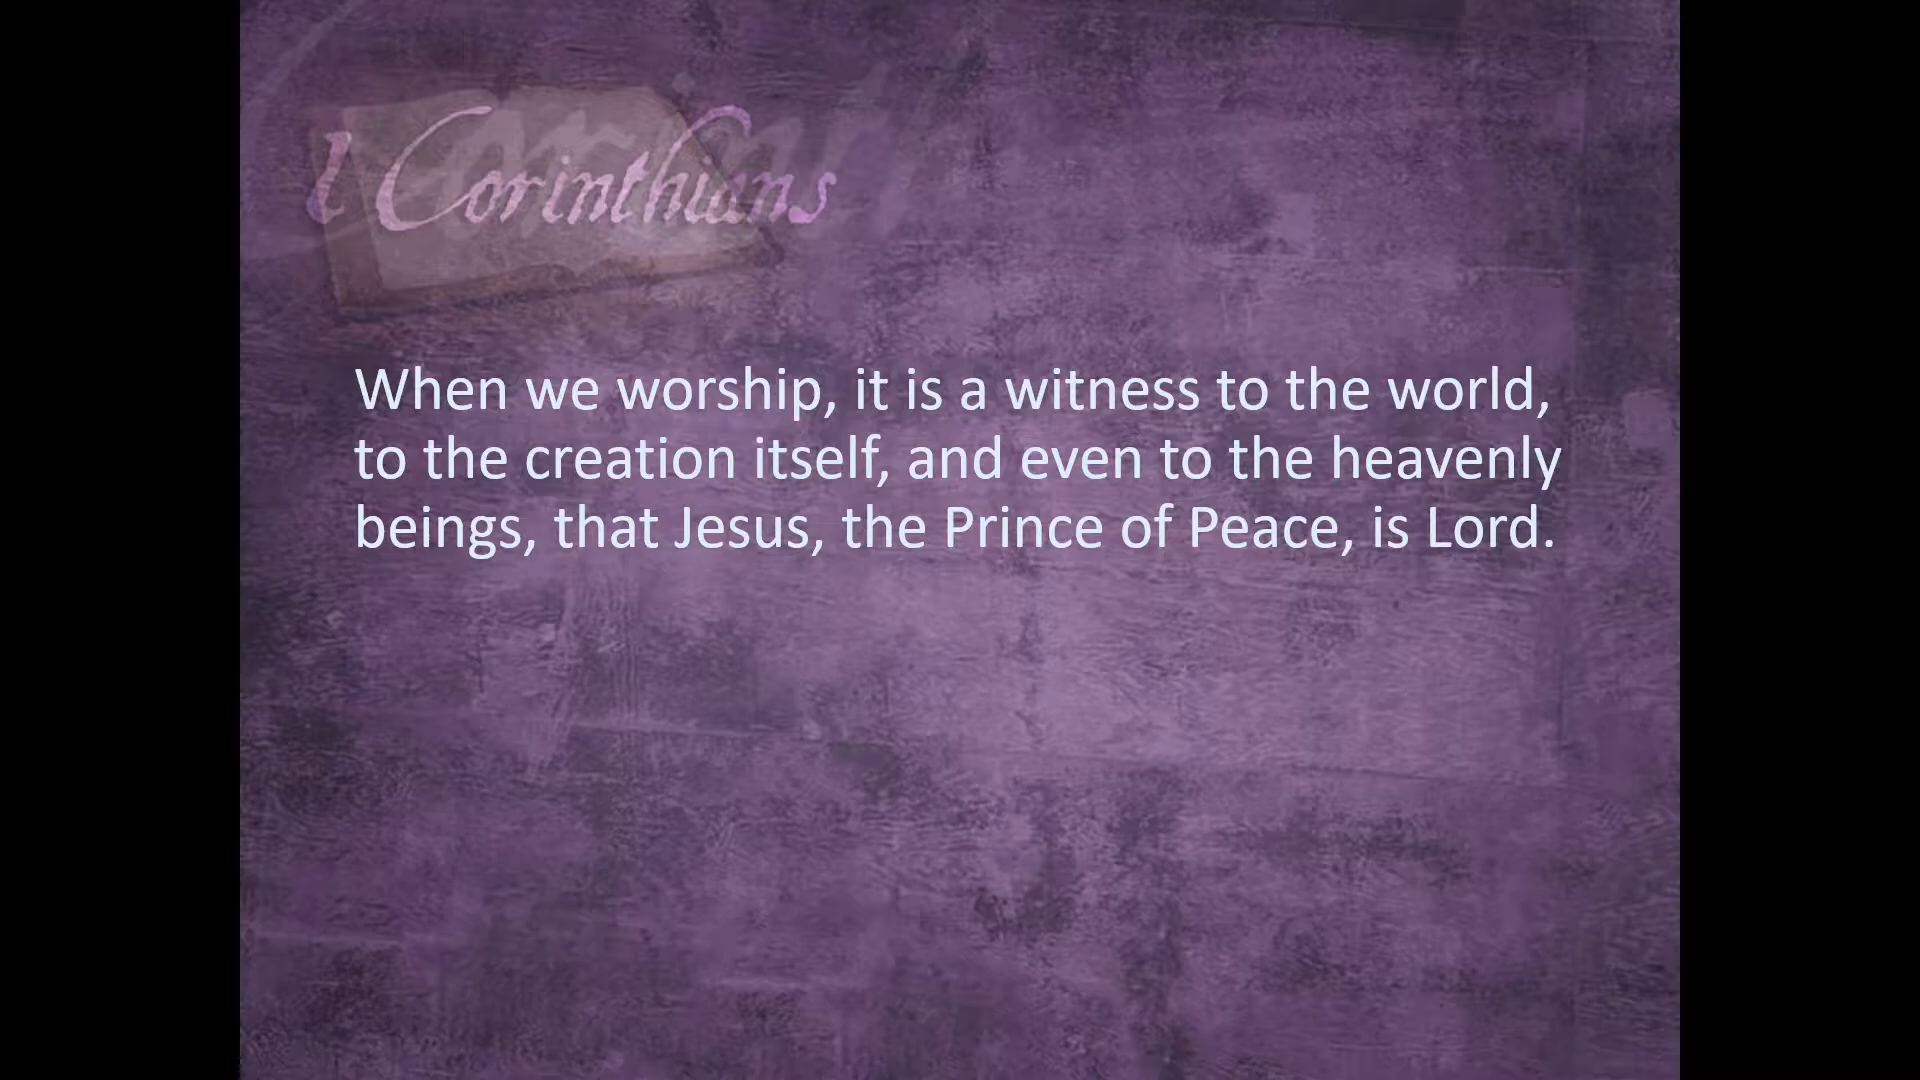 1 Corinthians
When we worship, it is a witness to the world,
to the creation itself, and even to the heavenly
beings, that Jesus, the Prince of Peace, is Lord.